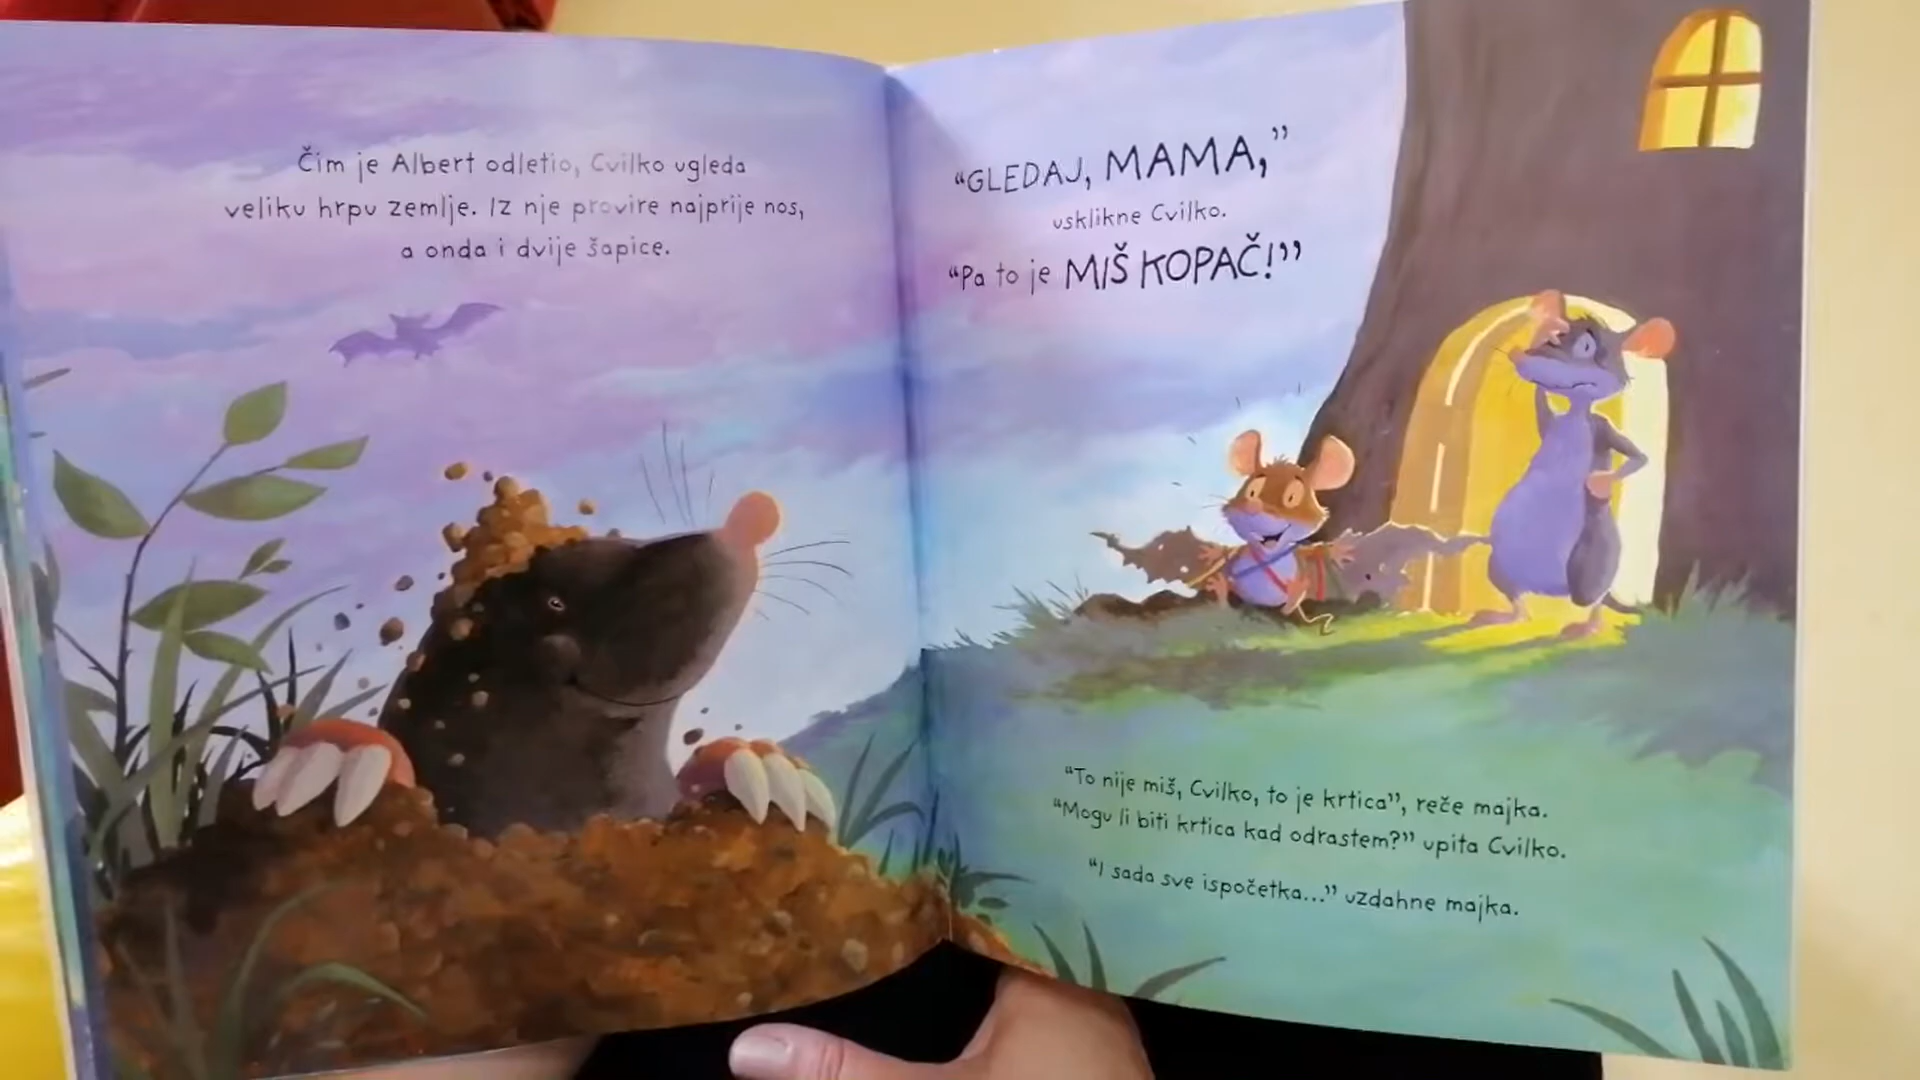 Čim je Albert odletio, Cvilko ugleda
veliku hrpu zemlje. Iz nje provire najprije nos,
a onda i dvije šapice.
“GLEDAJ, MAMA,”
usklikne Cvilko.
“Pa to je MIŠ KOPAČ!”
“To nije miš, Cvilko, to je krtica”, reče majka.
“Mogu li biti krtica kad odrastem?” upita Cvilko.
“I sada sve ispočetka...” uzdahne majka.